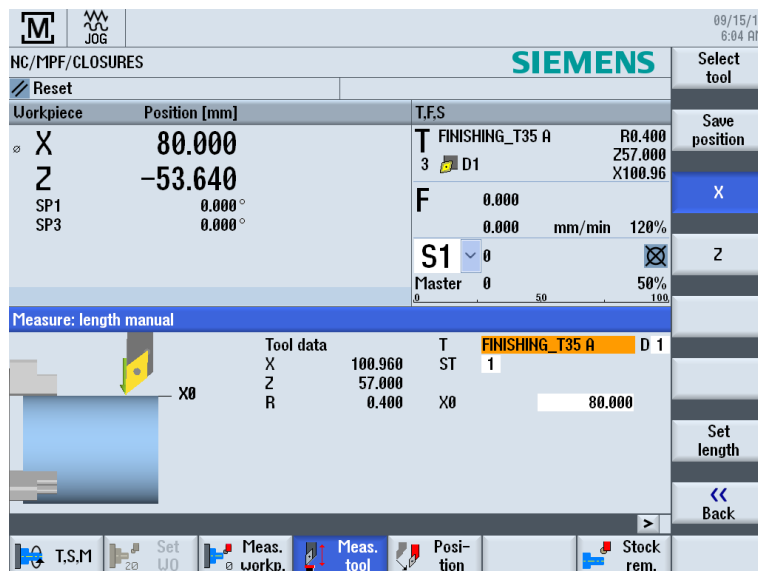 M JOG 09/15/1
6:04 AM
NC/MPF/CLOSURES SIEMENS Select tool
Reset
Workpiece Position [mm] T,F,S Save position
ø X 80.000 T FINISHING_T35 A R0.400
3 D1 Z57.000
Z -53.640 X100.96
SP1 0.000° F 0.000 X
SP3 0.000° 0.000 mm/min 120%
S1 0 Z
Master 0 50%
0 50 100
Measure: length manual
Tool data T FINISHING_T35 A D 1
X 100.960 ST 1
X0 Z 57.000
R 0.400 X0 80.000
Set length
<<
Back
>
T,S,M Set WO Meas. workp. Meas. tool Posi-tion Stock rem.